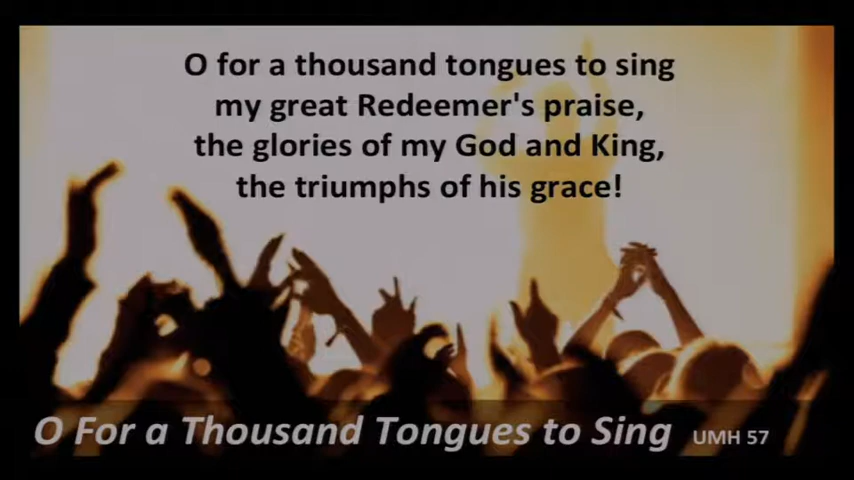 O for a thousand tongues to sing
my great Redeemer's praise,
the glories of my God and King,
the triumphs of his grace!
O For a Thousand Tongues to Sing UMH 57